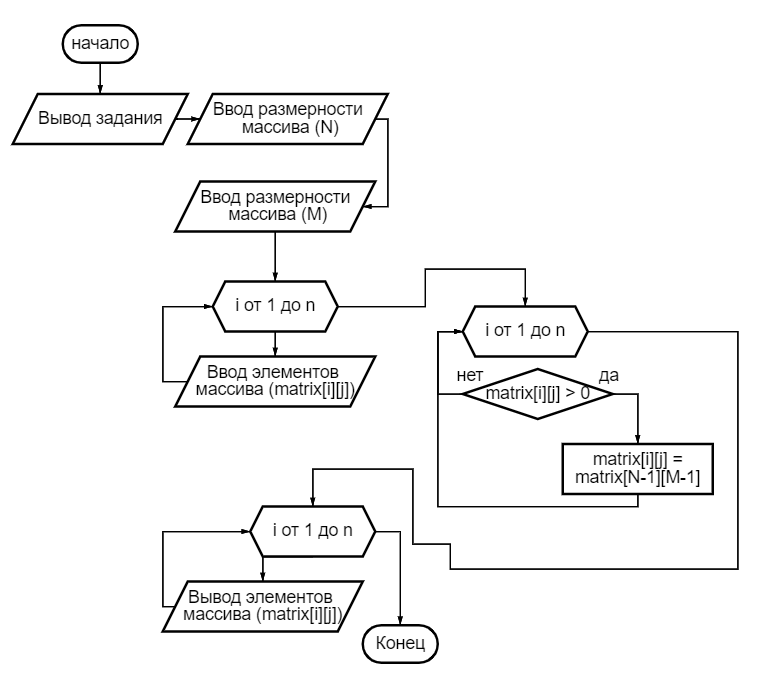 начало
Вывод задания
Ввод размерности
массива (N)
Ввод размерности
массива (M)
i от 1 до n
Ввод элементов
массива (matrix[i][j])
i от 1 до n
нет
да
matrix[i][j] > 0
matrix[i][j] =
matrix[N-1][M-1]
i от 1 до n
Вывод элементов
массива (matrix[i][j])
Конец